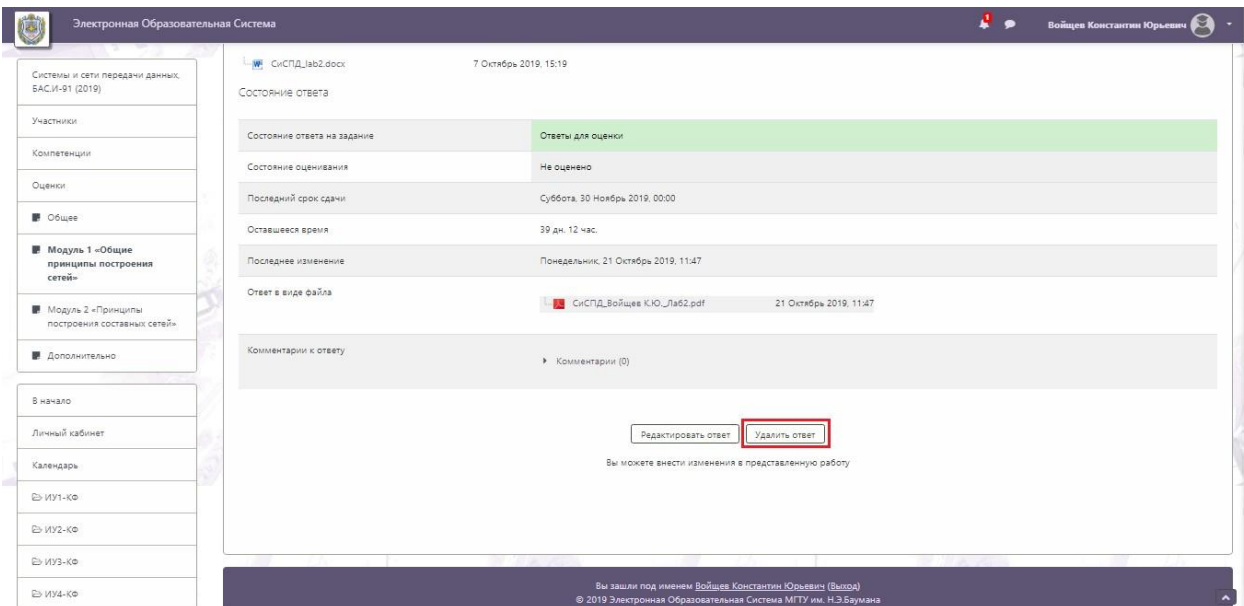 Электронная Образовательная Система
1
Войщев Константин Юрьевич
Системы и сети передачи данных,
БАС.И-91 (2019)
Участники
Компетенции
Оценки
Общее
Модуль 1 «Общие
принципы построения
сетей»
Модуль 2 «Принципы
построения составных сетей»
Дополнительно
В начало
Личный кабинет
Календарь
ИУ1-КФ
ИУ2-КФ
ИУ3-КФ
ИУ4-КФ
СиСПД_lab2.docx 7 Октябрь 2019, 15:19
Состояние ответа
Состояние ответа на задание Ответы для оценки
Состояние оценивания Не оценено
Последний срок сдачи Суббота, 30 Ноябрь 2019, 00:00
Оставшееся время 39 дн. 12 час.
Последнее изменение Понедельник, 21 Октябрь 2019, 11:47
Ответ в виде файла СиСПД_Войщев К.Ю._Лаб2.pdf 21 Октябрь 2019, 11:47
Комментарии к ответу Комментарии (0)
Редактировать ответ Удалить ответ
Вы можете внести изменения в представленную работу
Вы зашли под именем Войщев Константин Юрьевич (Выход)
© 2019 Электронная Образовательная Система МГТУ им. Н.Э.Баумана